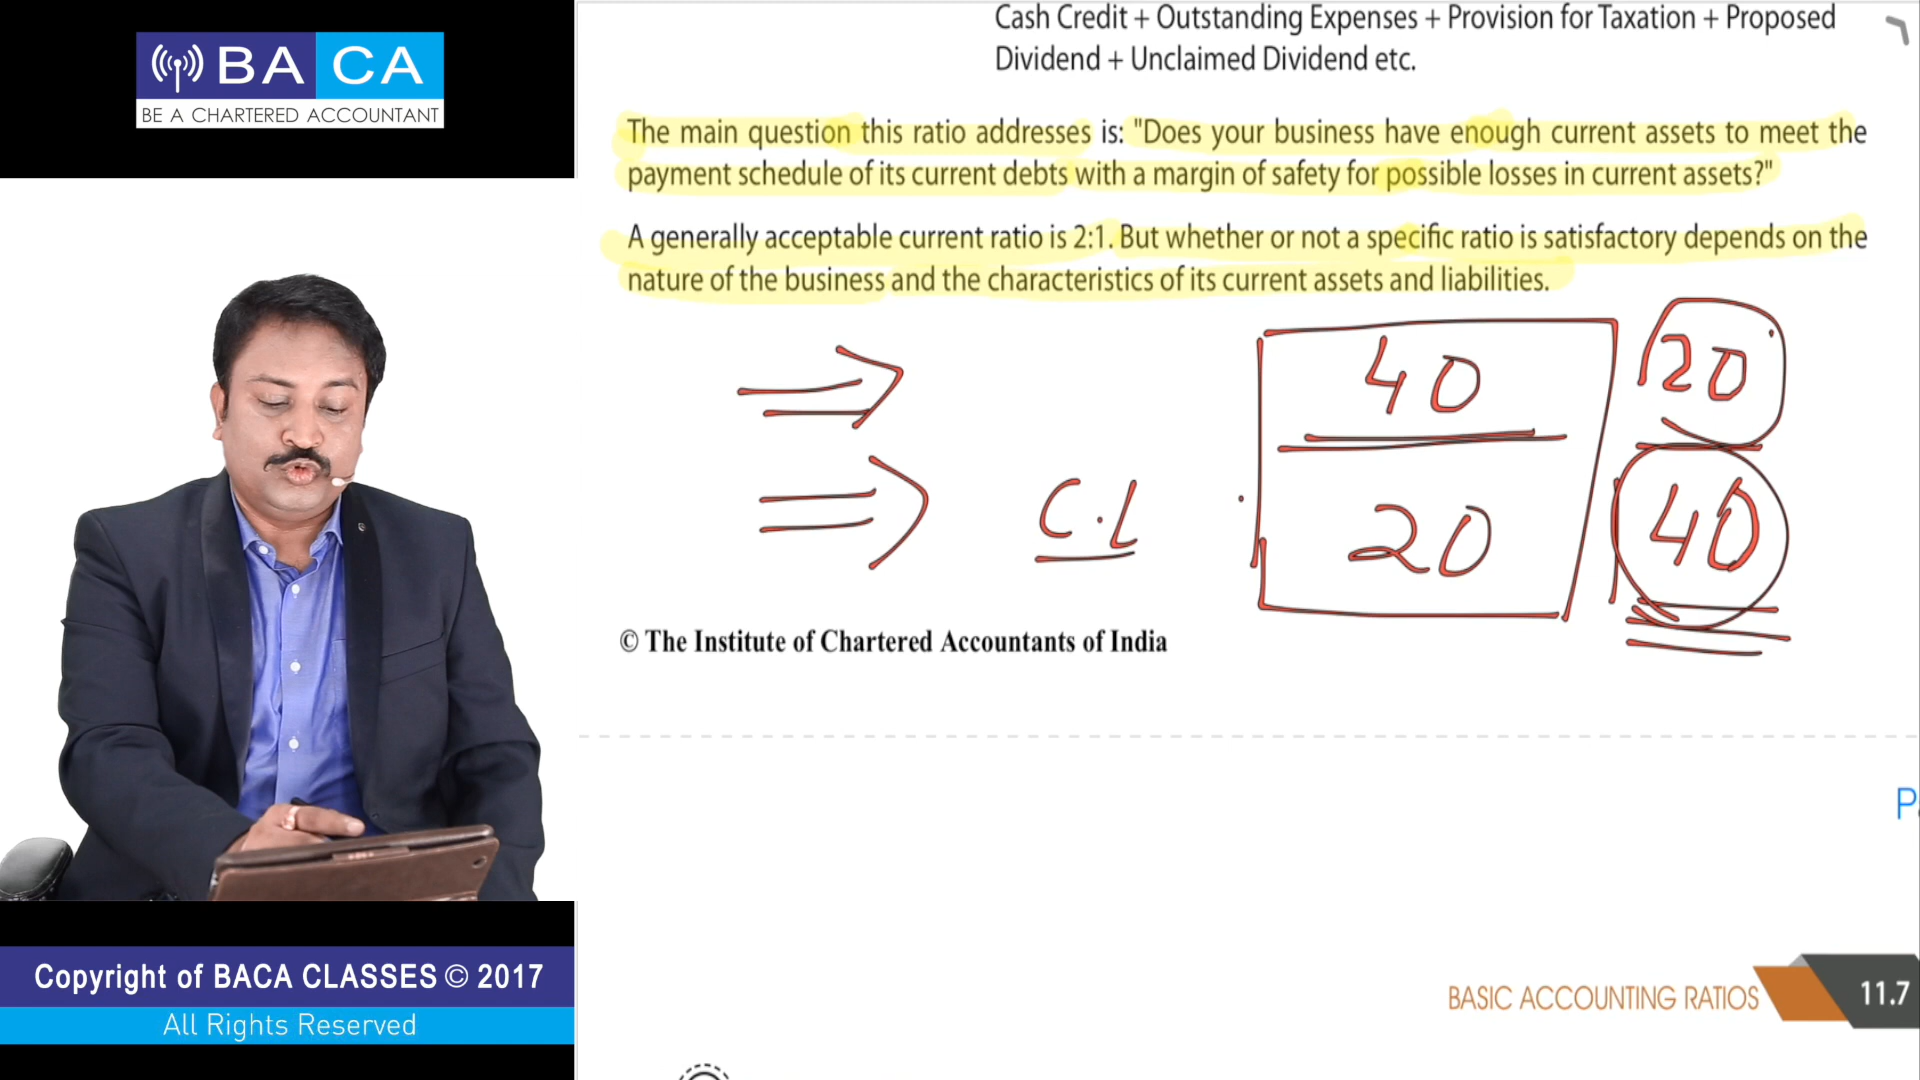 BACA
BE A CHARTERED ACCOUNTANT
Cash Credit + Outstanding Expenses + Provision for Taxation + Proposed
Dividend + Unclaimed Dividend etc.
The main question this ratio addresses is: "Does your business have enough current assets to meet the
payment schedule of its current debts with a margin of safety for possible losses in current assets?"
A generally acceptable current ratio is 2:1. But whether or not a specific ratio is satisfactory depends on the
nature of the business and the characteristics of its current assets and liabilities.
40
20
C.L
20
40
© The Institute of Chartered Accountants of India
Copyright of BACA CLASSES © 2017
All Rights Reserved
BASIC ACCOUNTING RATIOS
11.7